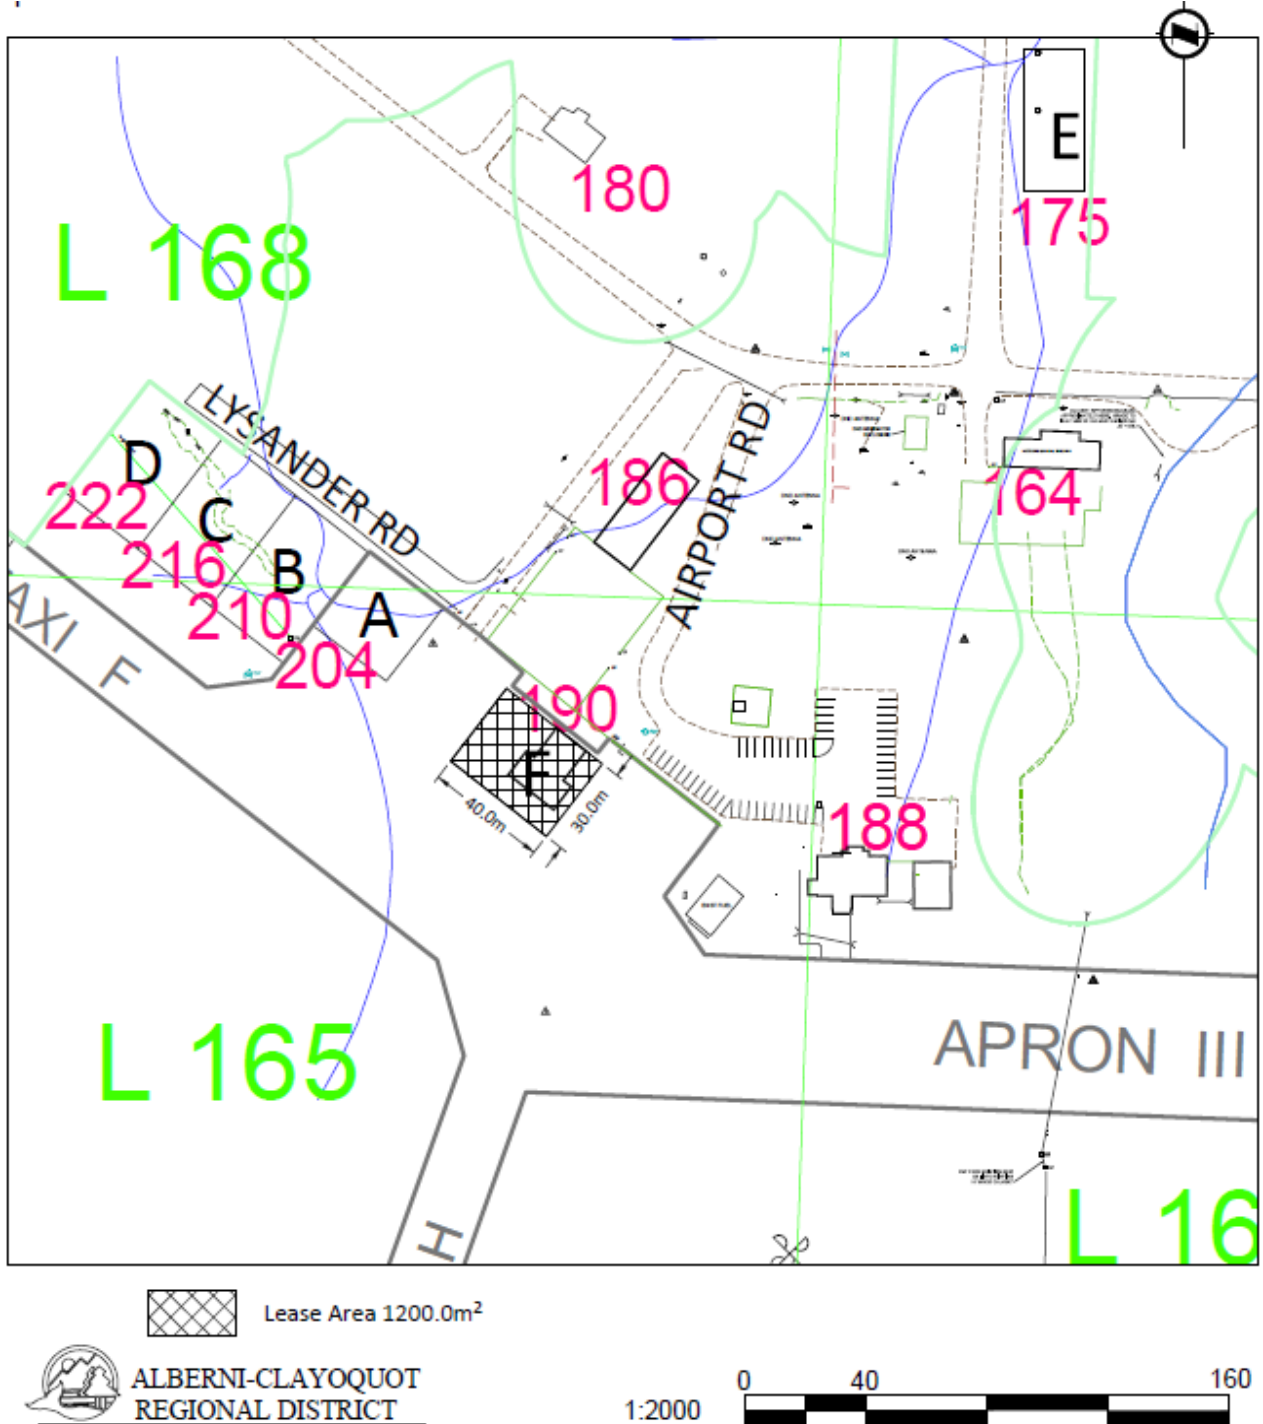 E
180
175
L 168
LYSANDER RD
AIRPORT RD
D
186
222
C
164
216
B
210
A
204
AXI F
190
F
40.0m
30.0m
188
L 165
APRON III
H
L 16
Lease Area 1200.0m²
ALBERNI-CLAYOQUOT
REGIONAL DISTRICT
1:2000
0 40 160